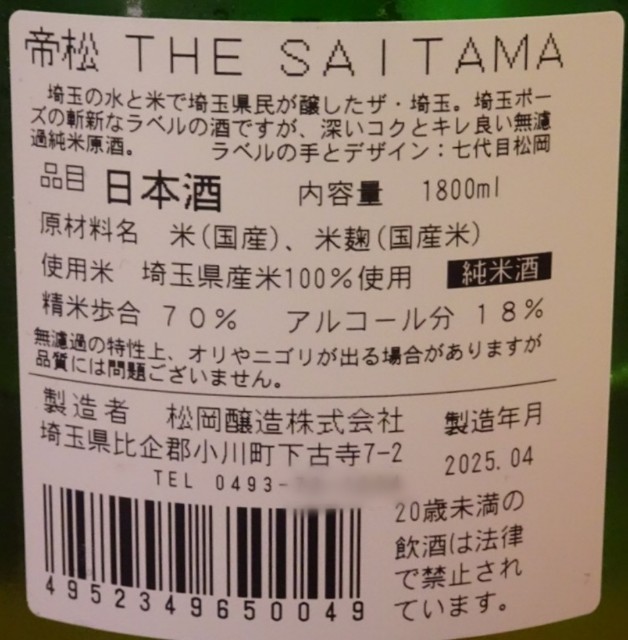 帝松 THE SAITAMA
埼玉の水と米で埼玉県民が醸したザ・埼玉。埼玉ポー
ズの斬新なラベルの酒ですが、深いコクとキレ良い無濾
過純米原酒。 ラベルの手とデザイン：七代目松岡
品目 日本酒 内容量 1800ml
原材料名 米(国産)、米麹(国産米)
使用米 埼玉県産米100%使用 純米酒
精米歩合 70% アルコール分 18%
無濾過の特性上、オリやニゴリが出る場合がありますが
品質には問題ございません。
製造者 松岡醸造株式会社 製造年月
埼玉県比企郡小川町下古寺7-2 2025.04
TEL 0493-
20歳未満の
飲酒は法律
で禁止され
ています。
4952349650049